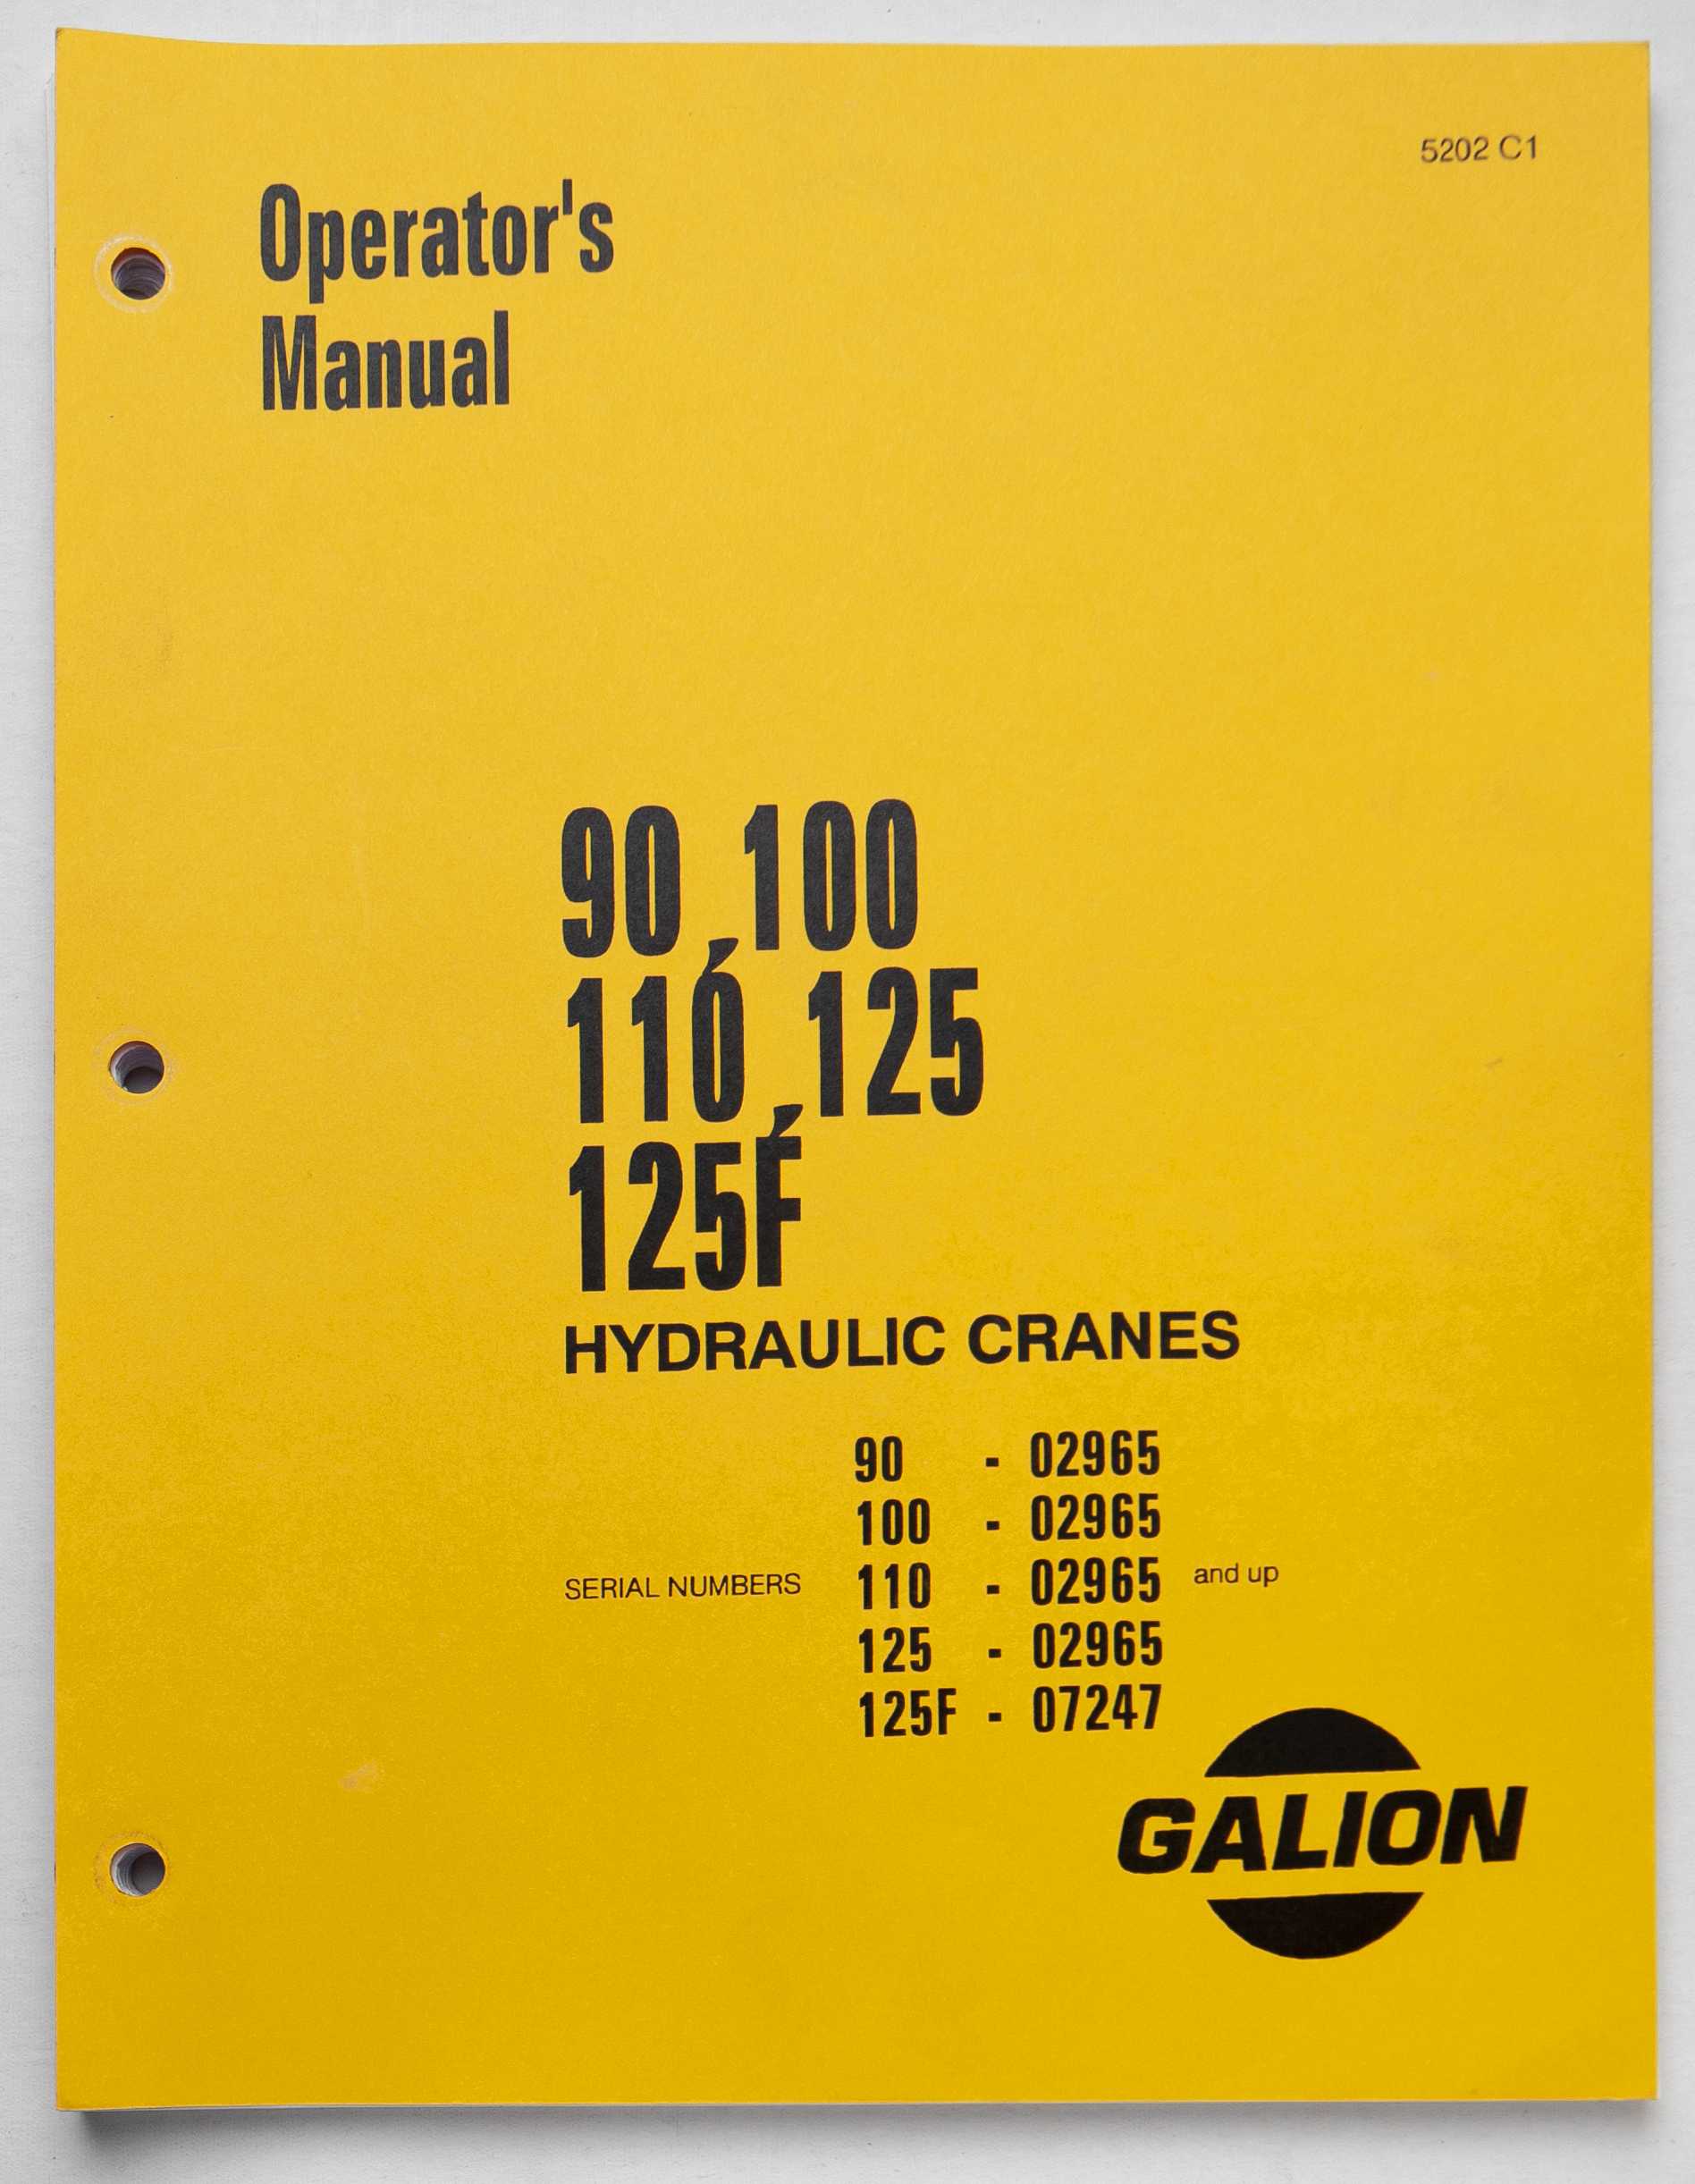 5202 C1
Operator's
Manual
90, 100
110, 125
125F
HYDRAULIC CRANES
90 - 02965
100 - 02965
SERIAL NUMBERS 110 - 02965 and up
125 - 02965
125F - 07247
GALION